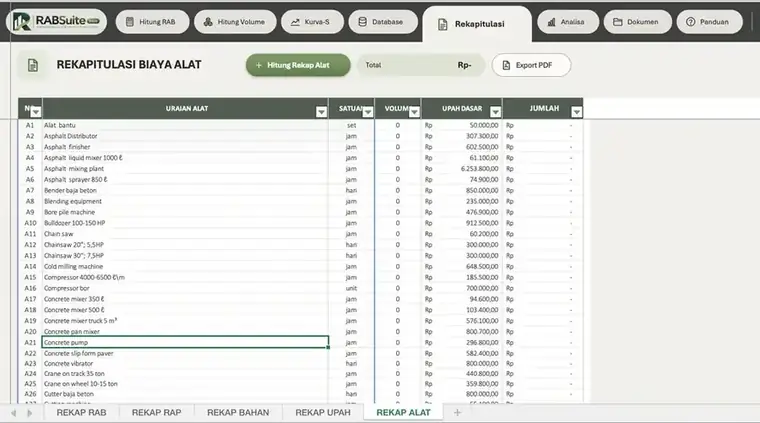 RABSuite
Hitung RAB
Hitung Volume
Kurva-S
Database
Rekapitulasi
Analisa
Dokumen
Panduan
REKAPITULASI BIAYA ALAT
+ Hitung Rekap Alat
Total Rp-
Export PDF
URAIAN ALAT SATUAN VOLUM UPAH DASAR JUMLAH
A1 Alat bantu set 0 Rp 50.000,00 Rp -
A2 Asphalt Distributor jam 0 Rp 307.300,00 Rp -
A3 Asphalt finisher jam 0 Rp 602.500,00 Rp -
A4 Asphalt liquid mixer 1000 ℓ jam 0 Rp 61.100,00 Rp -
A5 Asphalt mixing plant jam 0 Rp 6.253.800,00 Rp -
A6 Asphalt sprayer 850 ℓ jam 0 Rp 74.900,00 Rp -
A7 Bender baja beton hari 0 Rp 850.000,00 Rp -
A8 Blending equipment jam 0 Rp 235.000,00 Rp -
A9 Bore pile machine jam 0 Rp 476.900,00 Rp -
A10 Bulldozer 100-150 HP jam 0 Rp 912.500,00 Rp -
A11 Chain saw jam 0 Rp 60.200,00 Rp -
A12 Chainsaw 20"; 5,5HP hari 0 Rp 300.000,00 Rp -
A13 Chainsaw 30"; 7,5HP hari 0 Rp 300.000,00 Rp -
A14 Cold milling machine jam 0 Rp 648.500,00 Rp -
A15 Compressor 4000-6500 ℓ\m jam 0 Rp 185.500,00 Rp -
A16 Compressor bor unit 0 Rp 700.000,00 Rp -
A17 Concrete mixer 350 ℓ jam 0 Rp 94.600,00 Rp -
A18 Concrete mixer 500 ℓ jam 0 Rp 103.400,00 Rp -
A19 Concrete mixer truck 5 m³ jam 0 Rp 576.100,00 Rp -
A20 Concrete pan mixer jam 0 Rp 800.700,00 Rp -
A21 Concrete pump jam 0 Rp 296.800,00 Rp -
A22 Concrete slip form paver jam 0 Rp 582.400,00 Rp -
A23 Concrete vibrator hari 0 Rp 800.000,00 Rp -
A24 Crane on track 35 ton jam 0 Rp 440.800,00 Rp -
A25 Crane on wheel 10-15 ton jam 0 Rp 359.800,00 Rp -
A26 Cutter baja beton hari 0 Rp 800.000,00 Rp -
REKAP RAB
REKAP RAP
REKAP BAHAN
REKAP UPAH
REKAP ALAT
+